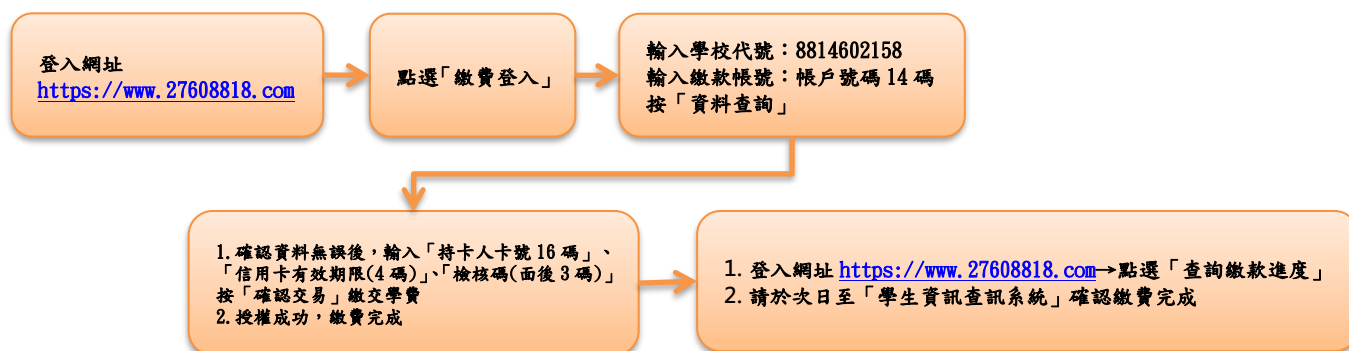 登入網址
https://www.27608818.com
點選「繳費登入」
輸入學校代號：8814602158
輸入繳款帳號：帳戶號碼 14 碼
按「資料查詢」
1.確認資料無誤後，輸入「持卡人卡號 16 碼」、
「信用卡有效期限(4 碼)」、「檢核碼(面後 3 碼)」
按「確認交易」繳交學費
2.授權成功，繳費完成
1. 登入網址 https://www.27608818.com→點選「查詢繳款進度」
2. 請於次日至「學生資訊查訊系統」確認繳費完成